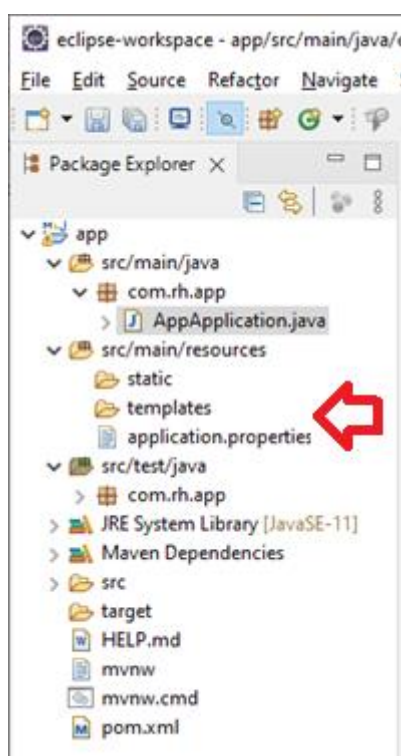 eclipse-workspace - app/src/main/java/
File Edit Source Refactor Navigate
Package Explorer
app
src/main/java
com.rh.app
AppApplication.java
src/main/resources
static
templates
application.properties
src/test/java
com.rh.app
JRE System Library [JavaSE-11]
Maven Dependencies
src
target
HELP.md
mvnw
mvnw.cmd
pom.xml